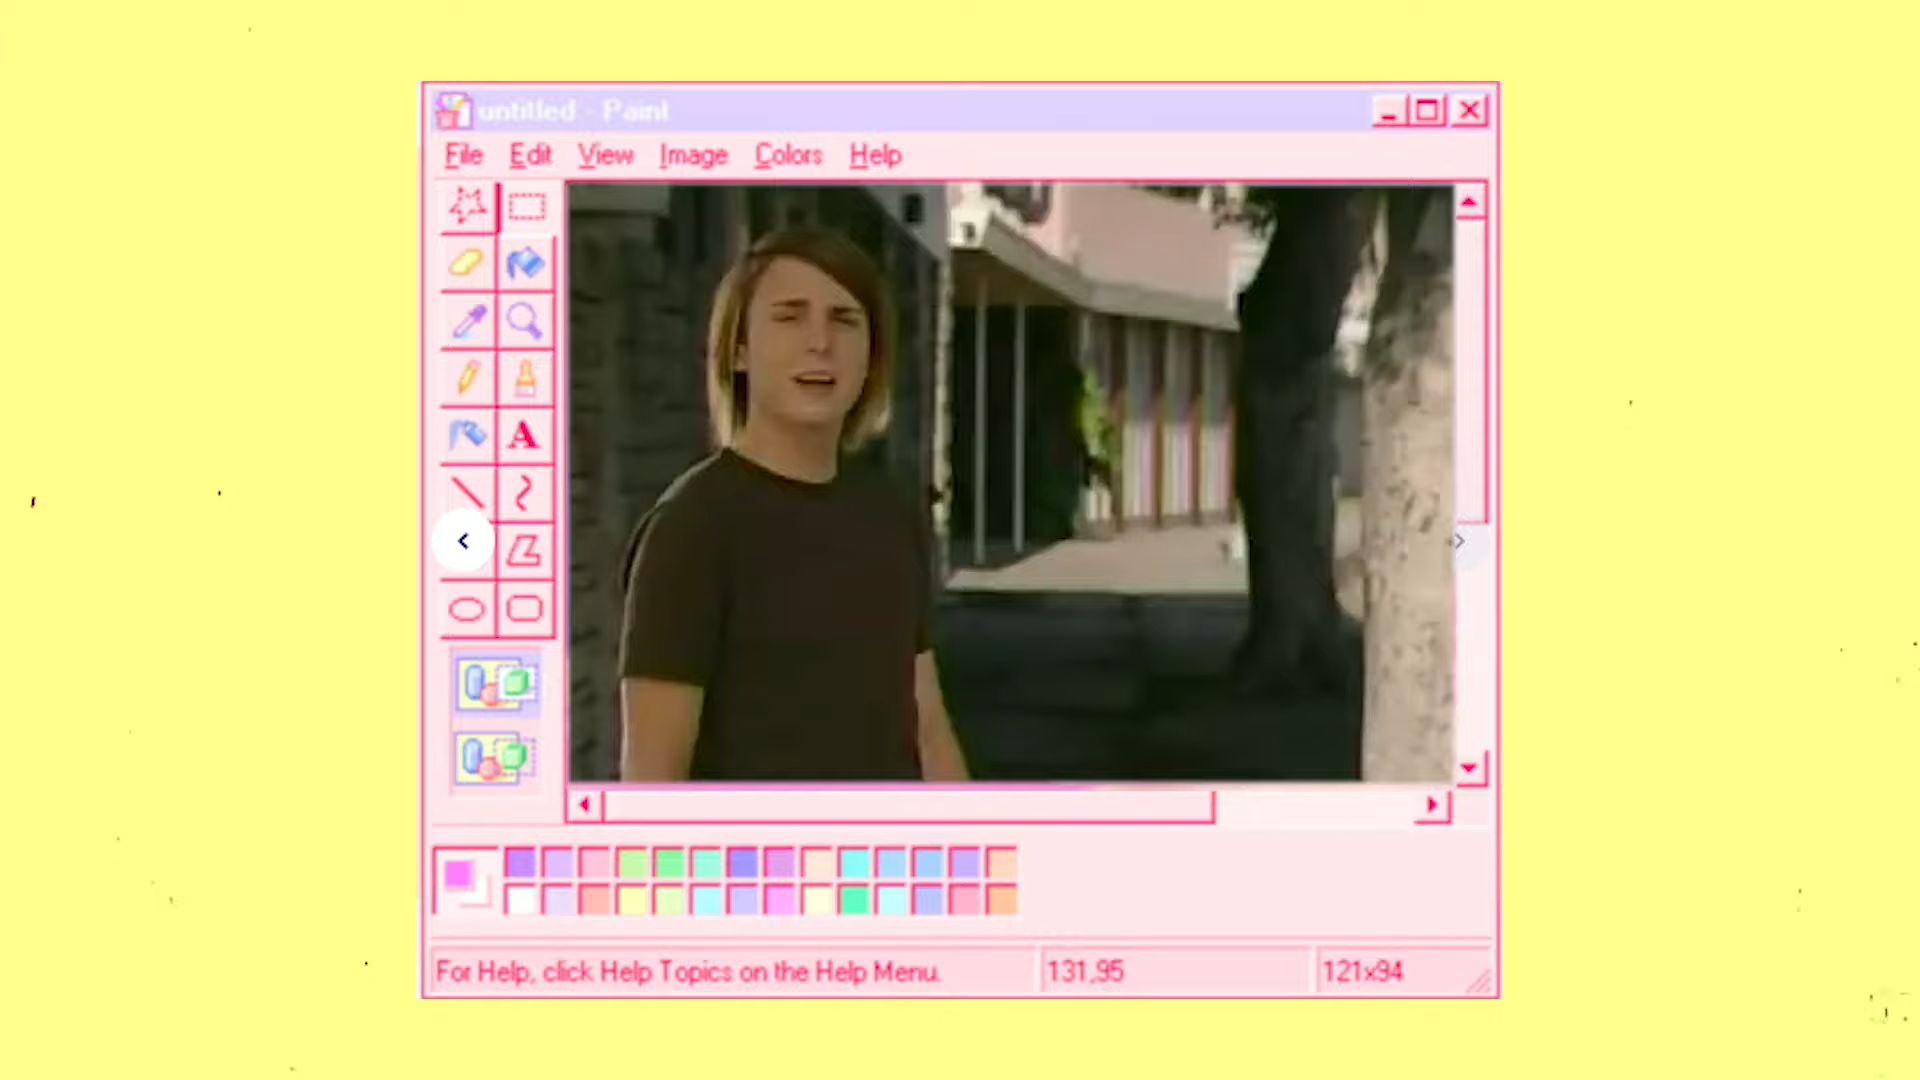 untitled - Paint
File Edit View Image Colors Help
A
For Help, click Help Topics on the Help Menu. 131,95 121x94